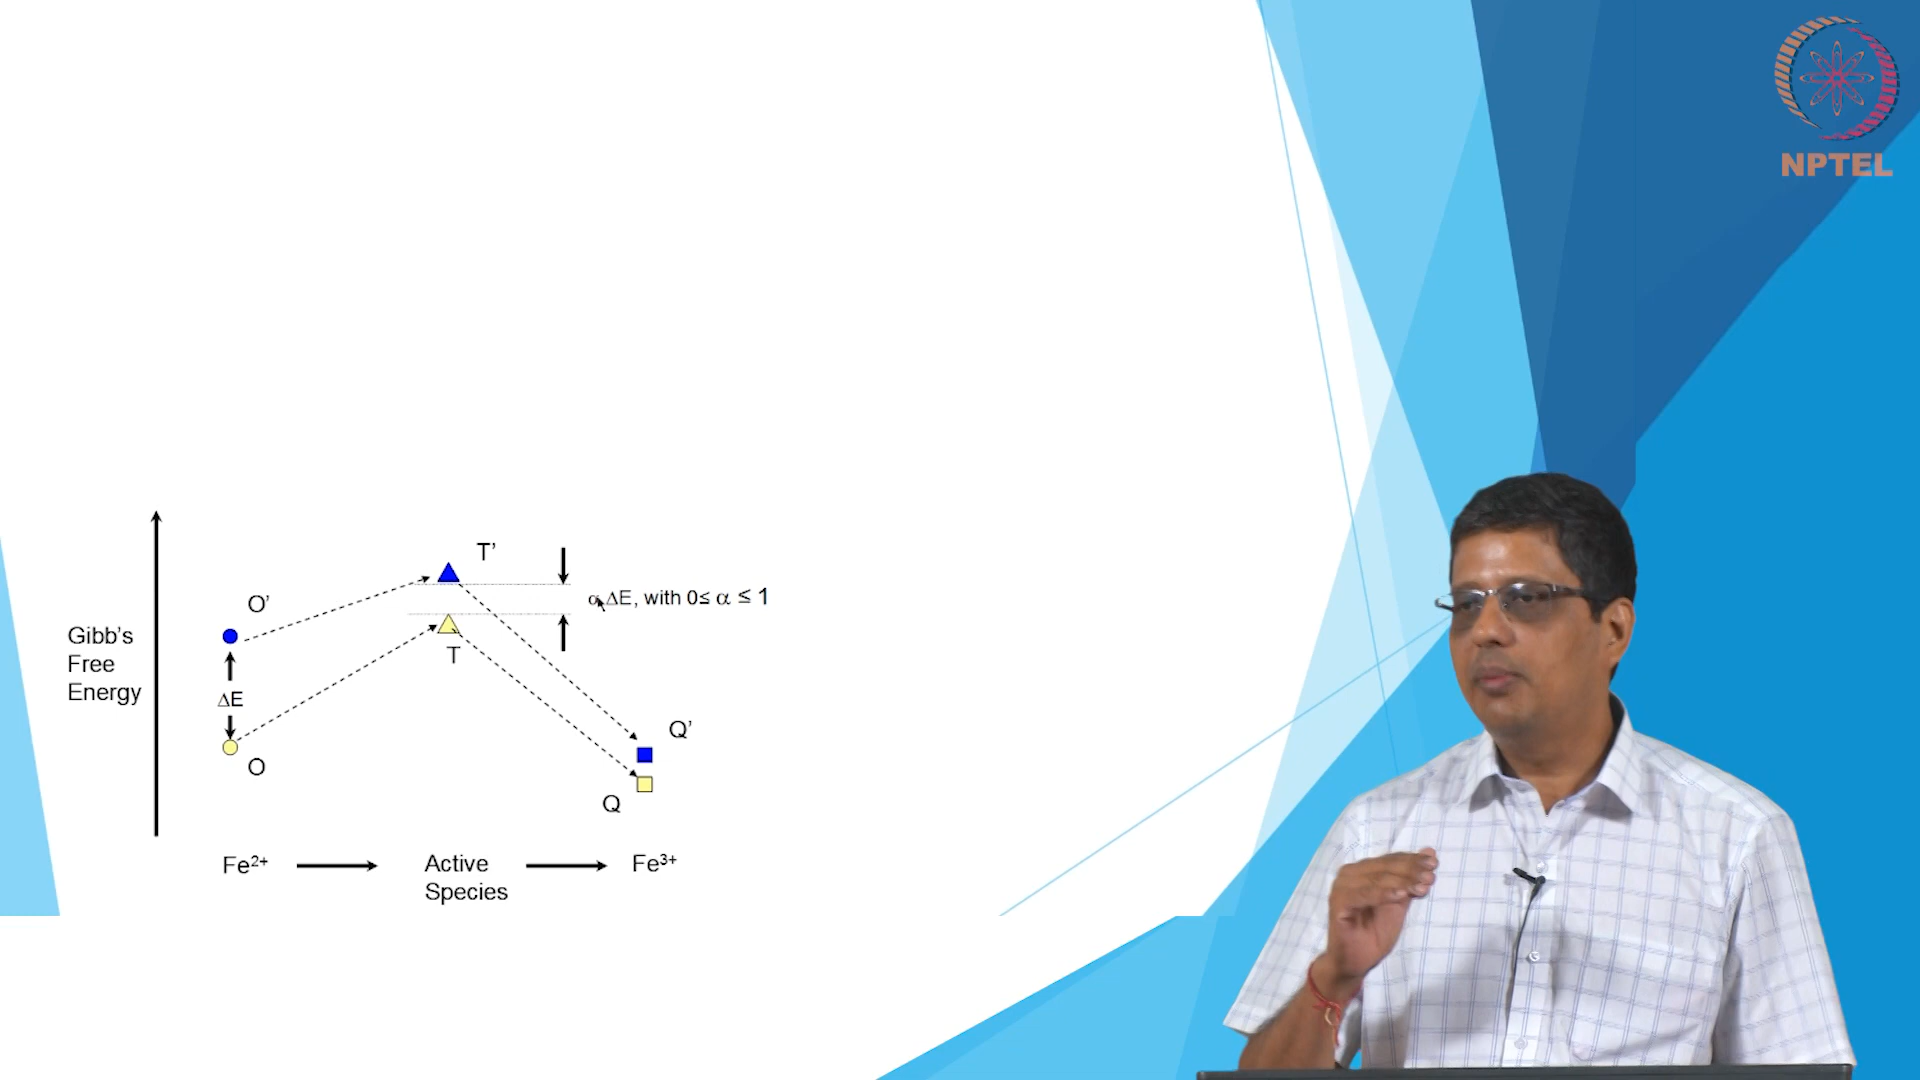 NPTEL
T’
O’
α ΔE, with 0≤ α ≤ 1
Gibb’s
Free
Energy
T
ΔE
Q’
O
Q
Fe2+
Active
Species
Fe3+